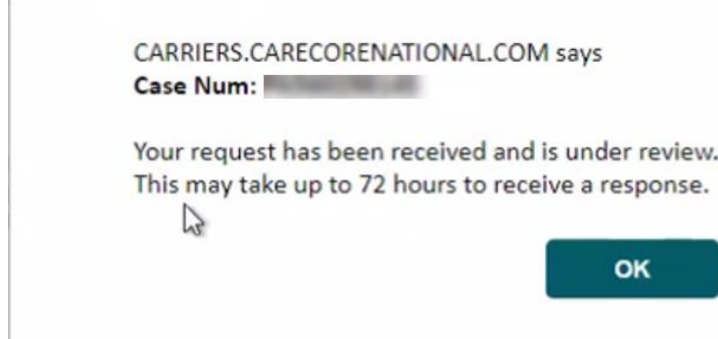 CARRIERS.CARECORENATIONAL.COM says
Case Num:
Your request has been received and is under review.
This may take up to 72 hours to receive a response.
OK